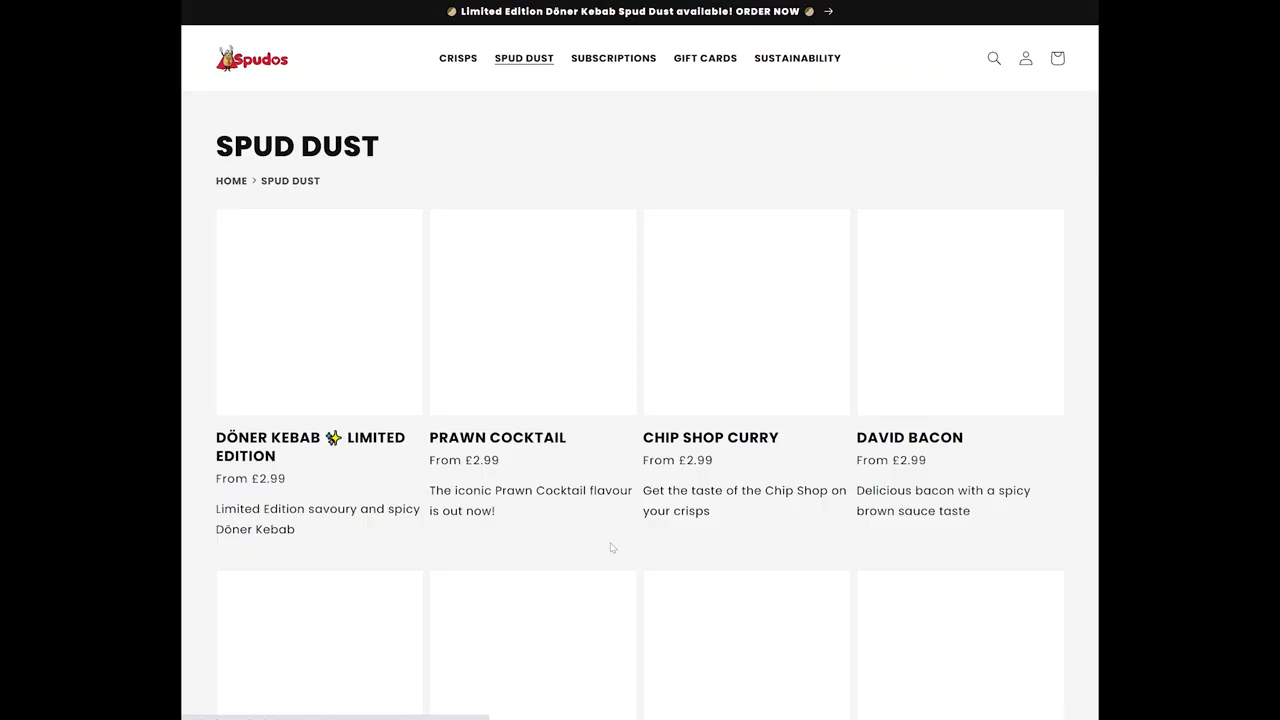 Limited Edition Döner Kebab Spud Dust available! ORDER NOW
Spudos
CRISPS
SPUD DUST
SUBSCRIPTIONS
GIFT CARDS
SUSTAINABILITY
SPUD DUST
HOME > SPUD DUST
DÖNER KEBAB ✨ LIMITED
EDITION
From £2.99
Limited Edition savoury and spicy
Döner Kebab
PRAWN COCKTAIL
From £2.99
The iconic Prawn Cocktail flavour
is out now!
CHIP SHOP CURRY
From £2.99
Get the taste of the Chip Shop on
your crisps
DAVID BACON
From £2.99
Delicious bacon with a spicy
brown sauce taste